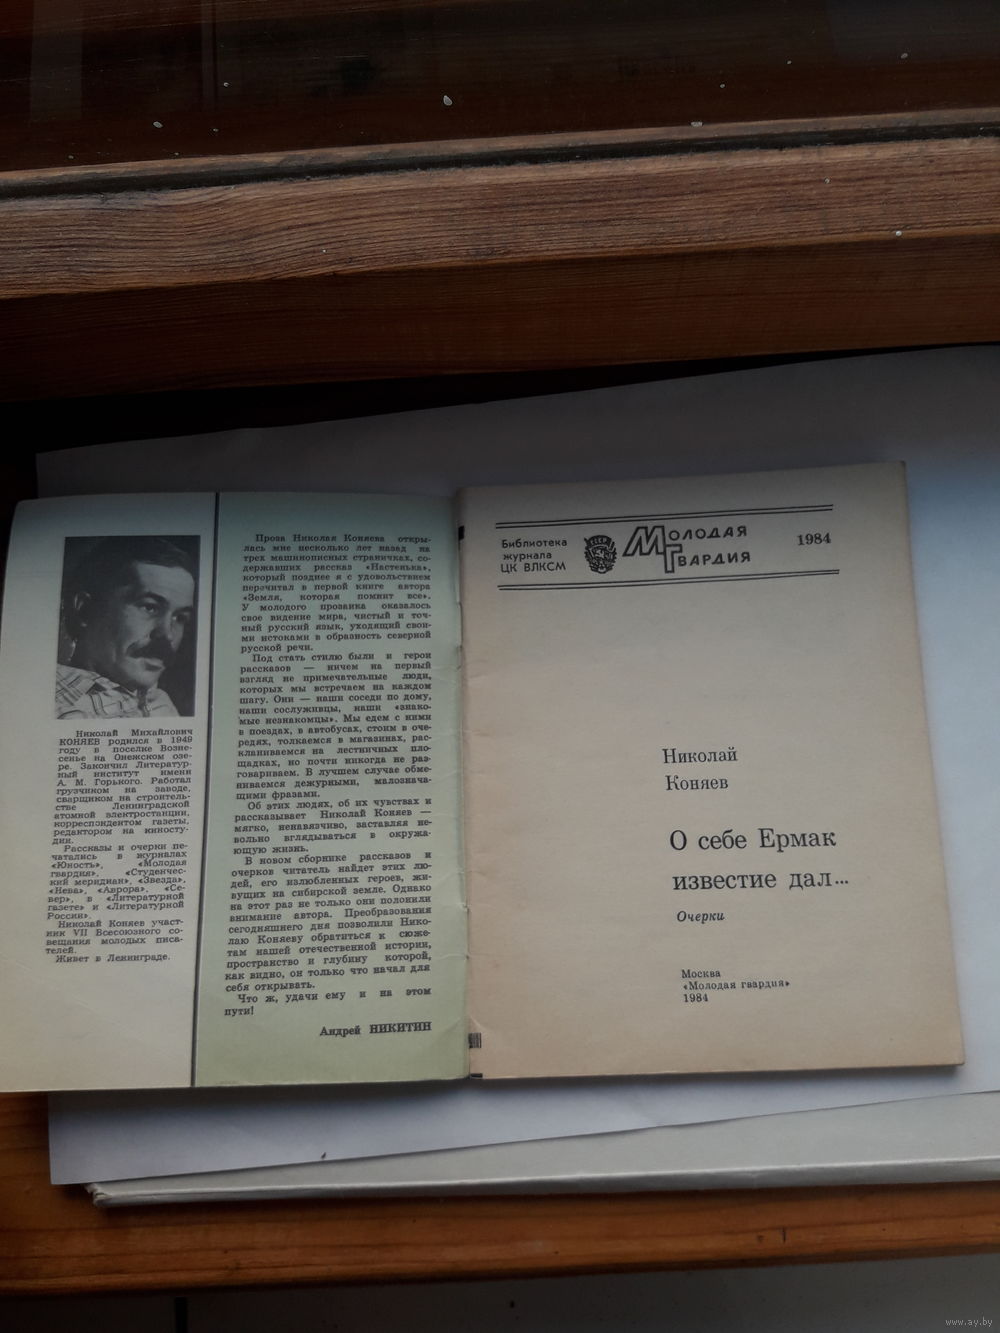 Николай Михайлович
КОНЯЕВ родился в 1949
году в поселке Возне-
сенье на Онежском озе-
ре. Закончил Литератур-
ный институт имени
А. М. Горького. Работал
грузчиком на заводе,
сварщиком на строитель-
стве Ленинградской
атомной электростанции,
корреспондентом газеты,
редактором на киносту-
дии.
Рассказы и очерки пе-
чатались в журналах
«Юность», «Молодая
гвардия», «Студенчес-
кий меридиан», «Звезда»,
«Нева», «Аврора», «Се-
вер», в «Литературной
газете» и «Литературной
России».
Николай Коняев участ-
ник VII Всесоюзного со-
вещания молодых писа-
телей.
Живет в Ленинграде.
Проза Николая Коняева откры-
лась мне несколько лет назад на
трех машинописных страничках, со-
державших рассказ «Настенька»,
который позднее я с удовольствием
перечитал в первой книге автора
«Земля, которая помнит все».
У молодого прозаика оказалось
свое видение мира, чистый и точ-
ный русский язык, уходящий свои-
ми истоками в образность северной
русской речи.
Под стать стилю были и герои
рассказов — ничем на первый
взгляд не примечательные люди,
которых мы встречаем на каждом
шагу. Они — наши соседи по дому,
наши сослуживцы, наши «знако-
мые незнакомцы». Мы едем с ними
в поездах, в автобусах, стоим в оче-
редях, толкаемся в магазинах, рас-
кланиваемся на лестничных пло-
щадках, но почти никогда не раз-
говариваем. В лучшем случае обме-
ниваемся дежурными, малознача-
щими фразами.
Об этих людях, об их чувствах и
рассказывает Николай Коняев —
мягко, ненавязчиво, заставляя не-
вольно вглядываться в окружа-
ющую жизнь.
В новом сборнике рассказов и
очерков читатель найдет этих лю-
дей, его излюбленных героев, жи-
вущих на сибирской земле. Однако
на этот раз не только они половили
внимание автора. Преобразования
сегодняшнего дня позволили Нико-
лаю Коняеву обратиться к сюже-
там нашей отечественной истории,
пространство и глубину которой,
как видно, он только что начал для
себя открывать.
Что ж, удачи ему и на этом
пути!
Андрей НИКИТИН
Библиотека
журнала
ЦК ВЛКСМ
МОЛОДАЯ
ГВАРДИЯ
1984
Николай
Коняев
О себе Ермак
известие дал...
Очерки
Москва
«Молодая гвардия»
1984
www.ay.by